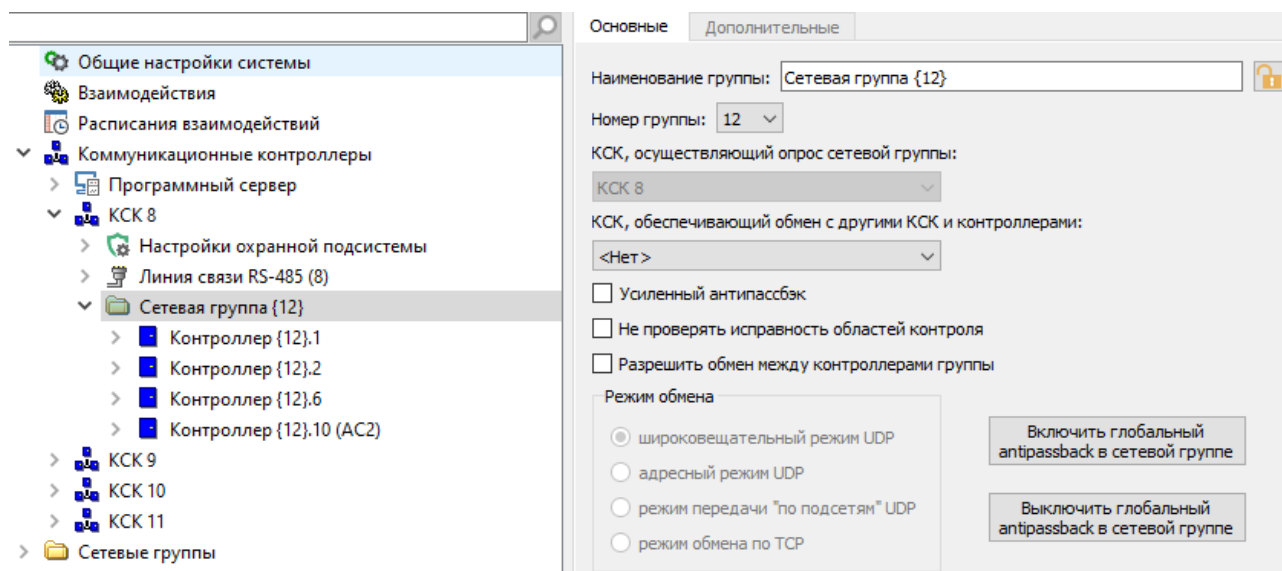 Общие настройки системы
Взаимодействия
Расписания взаимодействий
Коммуникационные контроллеры
Программный сервер
КСК 8
Настройки охранной подсистемы
Линия связи RS-485 (8)
Сетевая группа {12}
Контроллер {12}.1
Контроллер {12}.2
Контроллер {12}.6
Контроллер {12}.10 (AC2)
КСК 9
КСК 10
КСК 11
Сетевые группы
Основные Дополнительные
Наименование группы: Сетевая группа {12}
Номер группы: 12
КСК, осуществляющий опрос сетевой группы:
КСК 8
КСК, обеспечивающий обмен с другими КСК и контроллерами:
<Нет>
Усиленный антипассбэк
Не проверять исправность областей контроля
Разрешить обмен между контроллерами группы
Режим обмена
широковещательный режим UDP
адресный режим UDP
режим передачи "по подсетям" UDP
режим обмена по TCP
Включить глобальный
antipassback в сетевой группе
Выключить глобальный
antipassback в сетевой группе